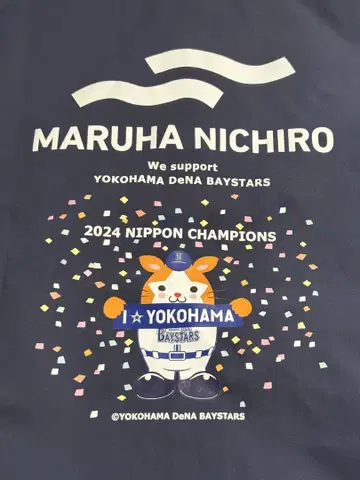 MARUHA NICHIRO
We support
YOKOHAMA DeNA BAYSTARS
2024 NIPPON CHAMPIONS
I☆YOKOHAMA
BAYSTARS
©YOKOHAMA DeNA BAYSTARS